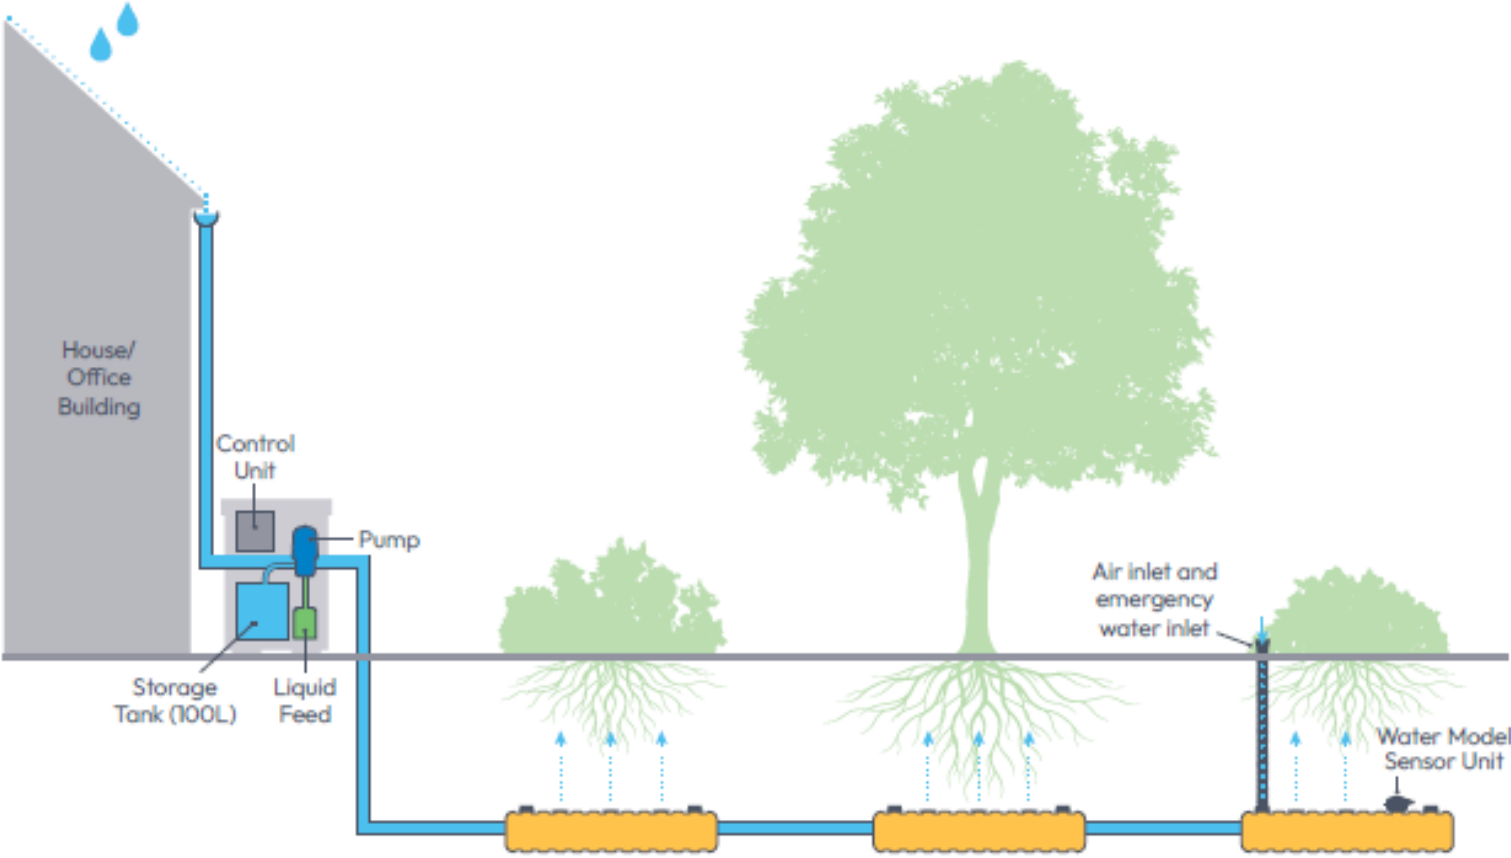 House/
Office
Building
Control
Unit
Pump
Storage
Tank (100L)
Liquid
Feed
Air inlet and
emergency
water inlet
Water Model
Sensor Unit